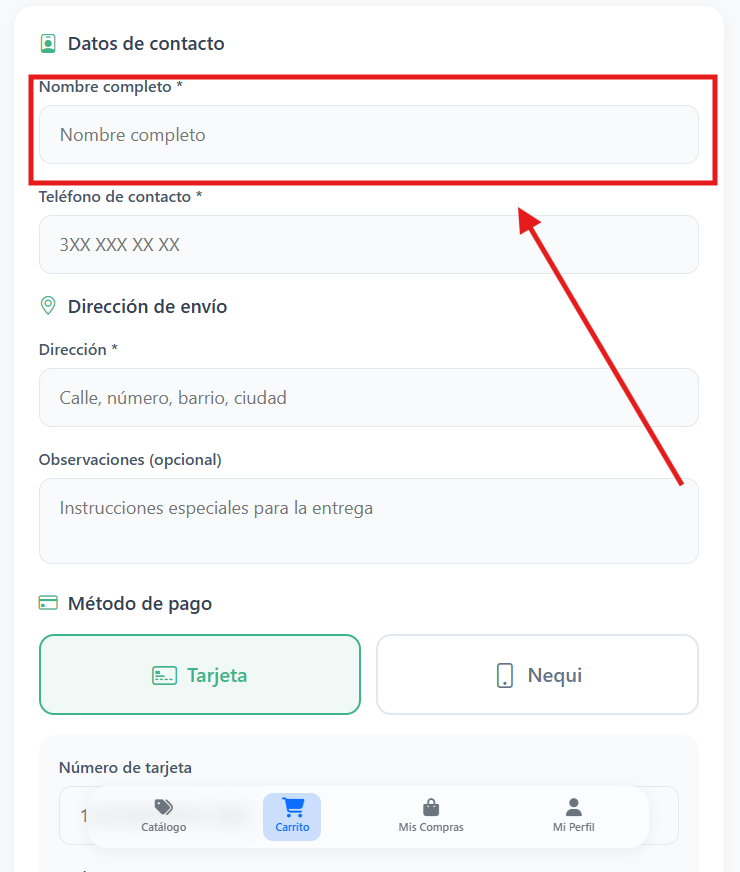 Datos de contacto
Nombre completo *
Nombre completo
Teléfono de contacto *
3XX XXX XX XX
Dirección de envío
Dirección *
Calle, número, barrio, ciudad
Observaciones (opcional)
Instrucciones especiales para la entrega
Método de pago
Tarjeta
Nequi
Número de tarjeta
1
Catálogo
Carrito
Mis Compras
Mi Perfil